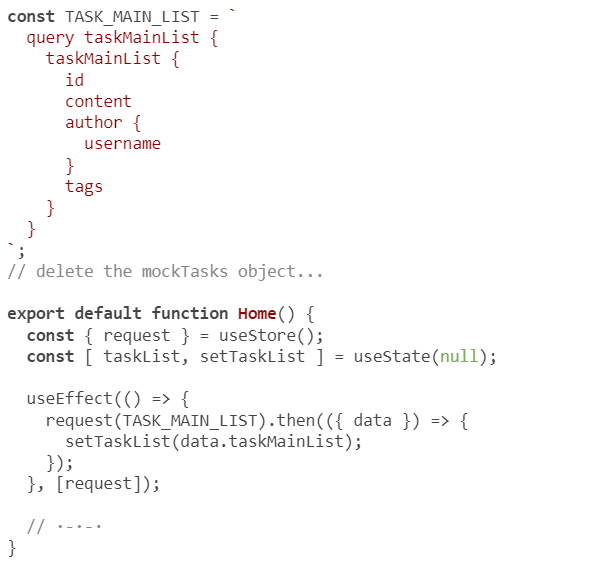 const TASK_MAIN_LIST = `
  query taskMainList {
    taskMainList {
      id
      content
      author {
        username
      }
      tags
    }
  }
`;
// delete the mockTasks object...

export default function Home() {
  const { request } = useStore();
  const [ taskList, setTaskList ] = useState(null);

  useEffect(() => {
    request(TASK_MAIN_LIST).then(({ data }) => {
      setTaskList(data.taskMainList);
    });
  }, [request]);

  // ·-·-·
}